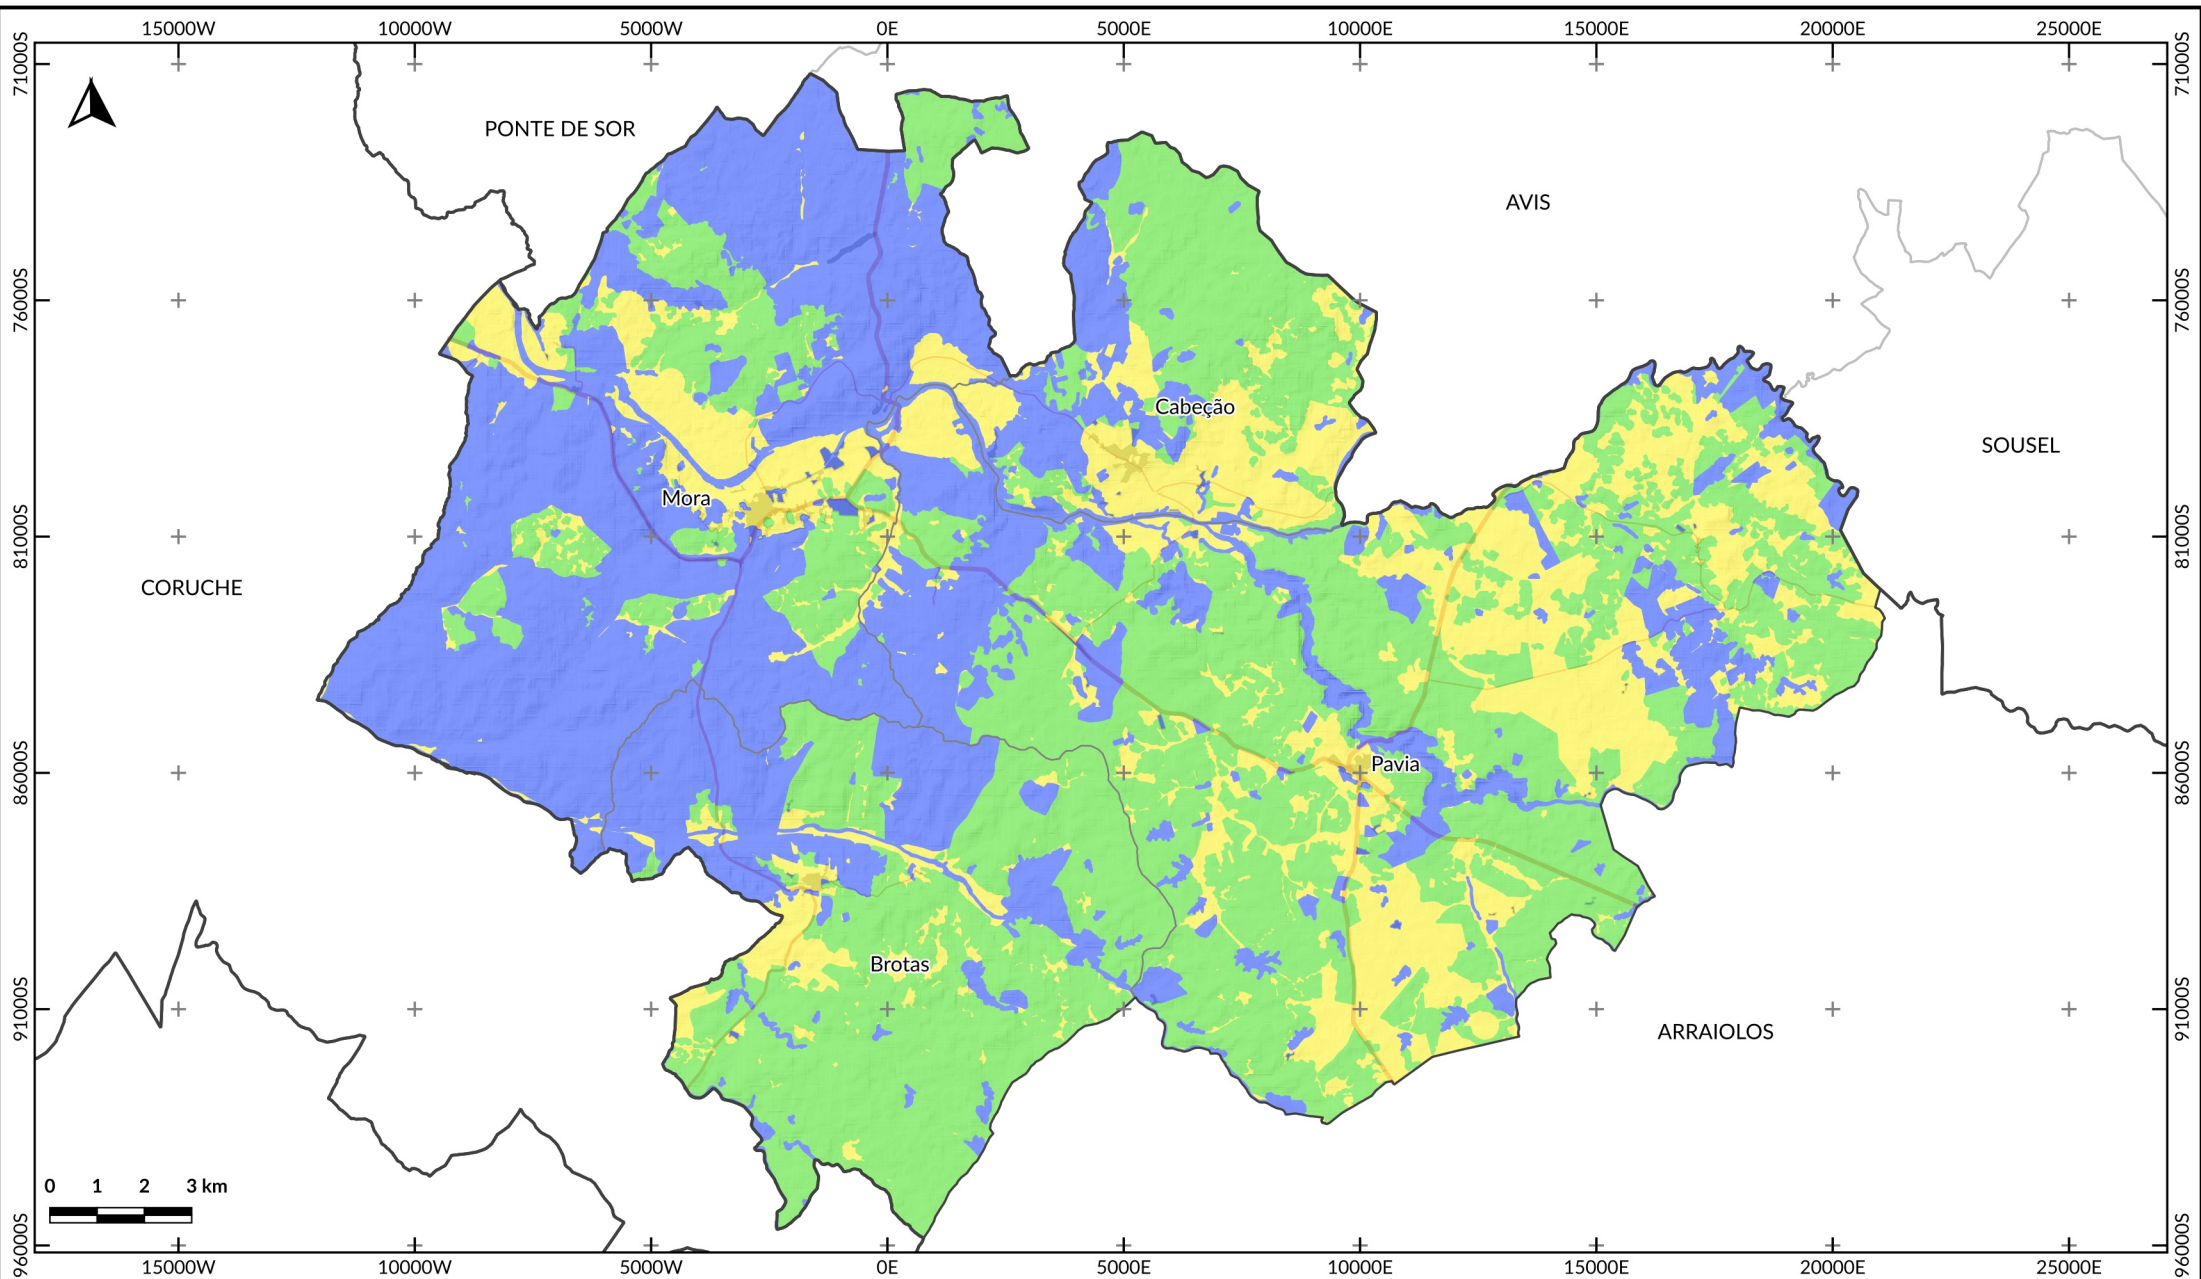 15000W 10000W 5000W 0E 5000E 10000E 15000E 20000E 25000E
71000S 71000S
PONTE DE SOR
AVIS
76000S 76000S
Cabeção
SOUSEL
Mora
81000S 81000S
CORUCHE
Pavia
86000S 86000S
Brotas
91000S 91000S
ARRAIOLOS
0 1 2 3 km
96000S 96000S
15000W 10000W 5000W 0E 5000E 10000E 15000E 20000E 25000E